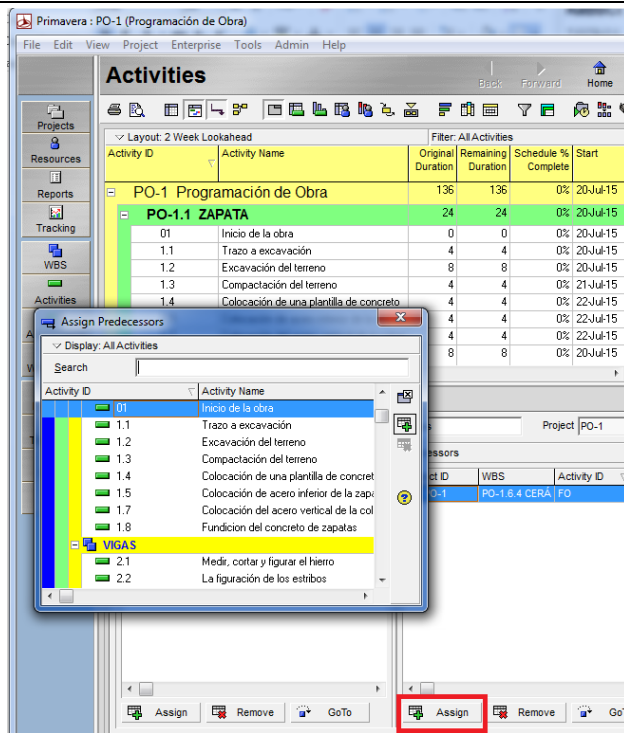 Primavera : PO-1 (Programación de Obra)
File Edit View Project Enterprise Tools Admin Help
Activities
Back Forward Home
Projects
Resources
Reports
Tracking
WBS
Activities
Layout: 2 Week Lookahead Filter: All Activities
Activity ID Activity Name Original Duration Remaining Duration Schedule % Complete Start
PO-1 Programación de Obra 136 136 0% 20-Jul-15
PO-1.1 ZAPATA 24 24 0% 20-Jul-15
01 Inicio de la obra 0 0 0% 20-Jul-15
1.1 Trazo a excavación 4 4 0% 20-Jul-15
1.2 Excavación del terreno 8 8 0% 20-Jul-15
1.3 Compactación del terreno 4 4 0% 21-Jul-15
1.4 Colocación de una plantilla de concreto 4 4 0% 22-Jul-15
4 4 0% 22-Jul-15
4 4 0% 22-Jul-15
8 8 0% 20-Jul-15
Assign Predecessors
Display: All Activities
Search
Activity ID Activity Name
01 Inicio de la obra
1.1 Trazo a excavación
1.2 Excavación del terreno
1.3 Compactación del terreno
1.4 Colocación de una plantilla de concret
1.5 Colocación de acero inferior de la zapa
1.7 Colocación del acero vertical de la col
1.8 Fundicion del concreto de zapatas
VIGAS
2.1 Medir, cortar y figurar el hierro
2.2 La figuración de los estribos
Project PO-1
essors
ct ID WBS Activity ID
PO-1 PO-1.6.4 CERÁ FO
Assign Remove GoTo
Assign Remove Go